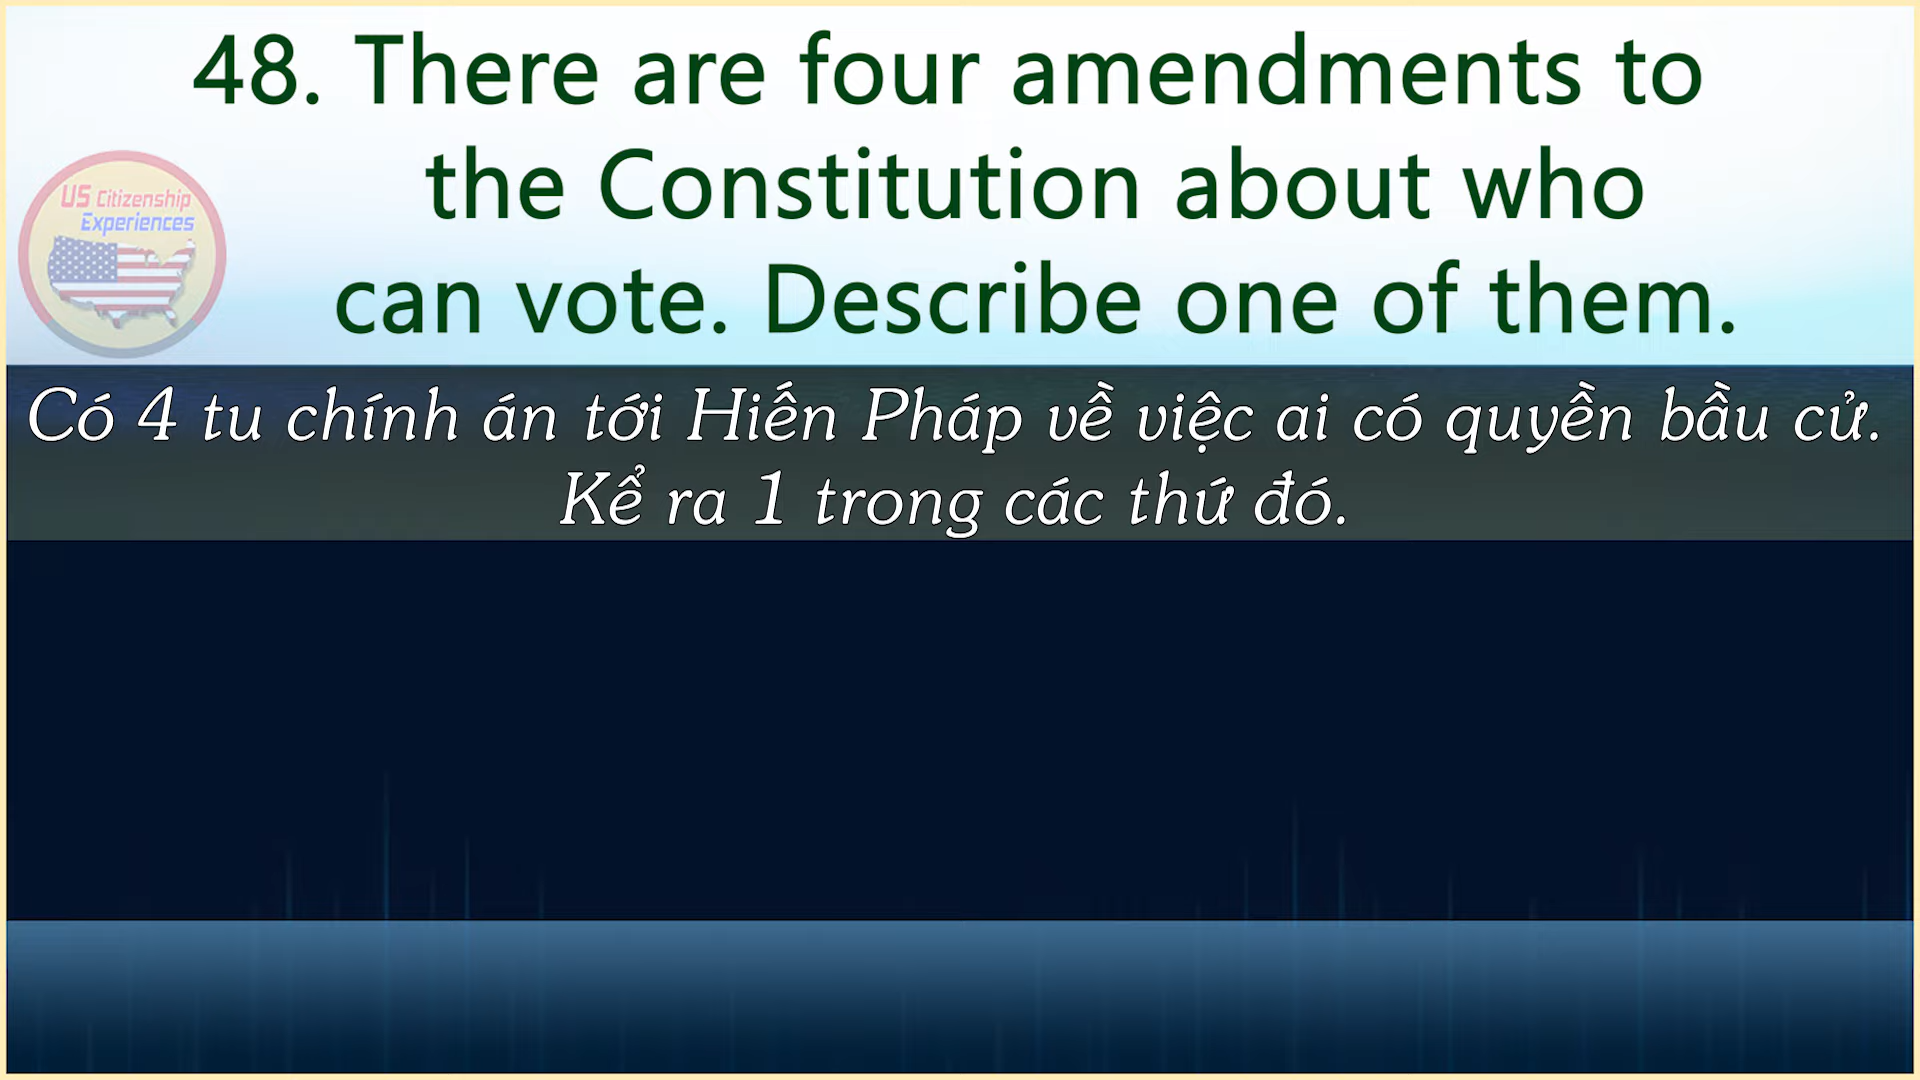 48. There are four amendments to
the Constitution about who
can vote. Describe one of them.
US Citizenship
Experiences
Có 4 tu chính án tới Hiến Pháp về việc ai có quyền bầu cử.
Kể ra 1 trong các thứ đó.